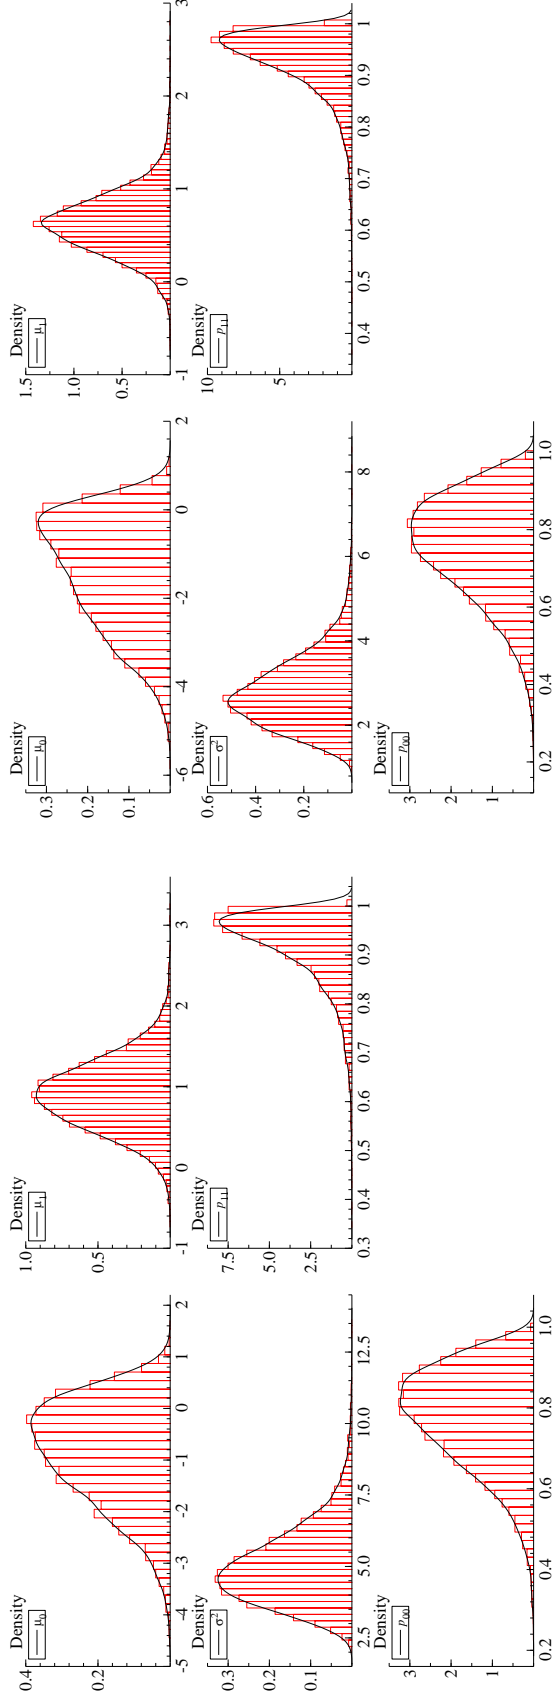 Density
0.4
μ₀
0.2
-5 -4 -3 -2 -1 0 1 2
Density
1.0
μ₁
0.5
-1 0 1 2 3
Density
0.3
σ²
0.2
0.1
2.5 5.0 7.5 10.0 12.5
Density
7.5
p₁₁
5.0
2.5
0.3 0.4 0.5 0.6 0.7 0.8 0.9 1
Density
3
p₀₀
2
1
0.2 0.4 0.6 0.8 1.0
Density
0.3
μ₀
0.2
0.1
-6 -4 -2 0 2
Density
1.5
μ₁
1.0
0.5
-1 0 1 2 3
Density
0.6
σ²
0.4
0.2
2 4 6 8
Density
10
p₁₁
5
0.4 0.5 0.6 0.7 0.8 0.9 1
Density
3
p₀₀
2
1
0.2 0.4 0.6 0.8 1.0